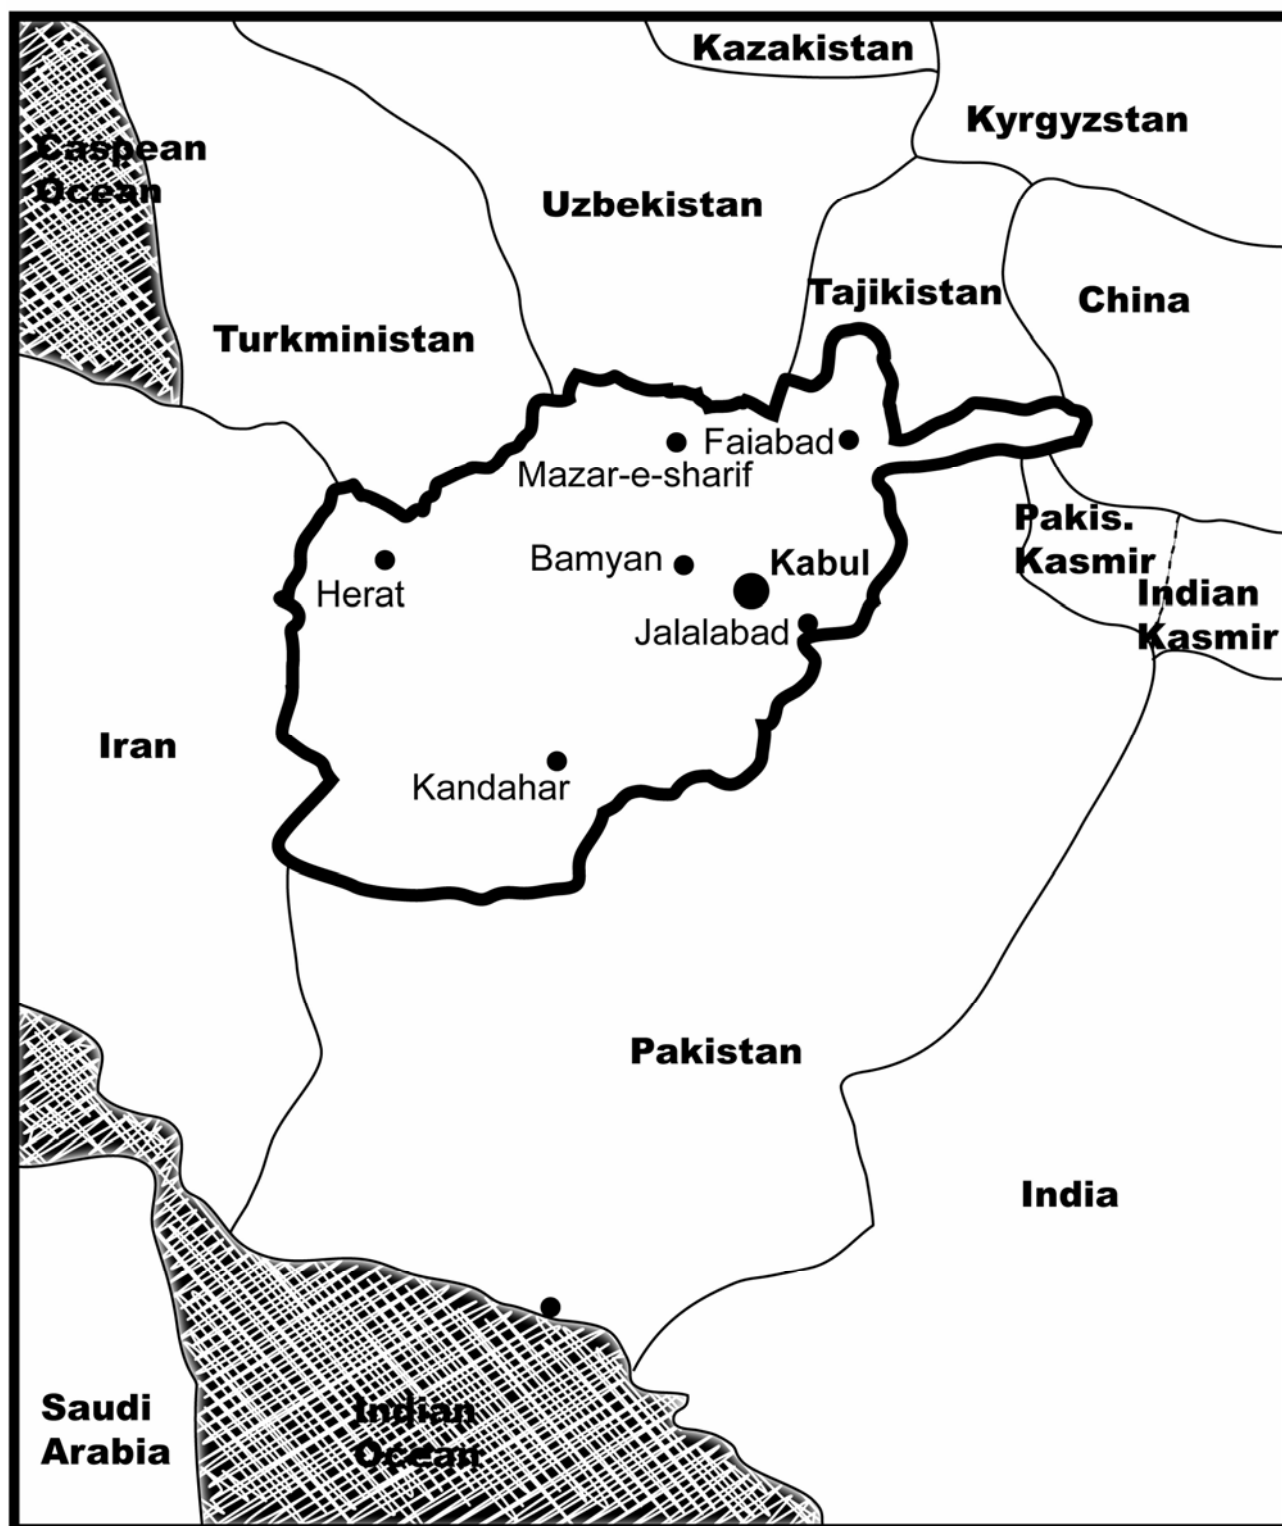 Kazakistan
Kyrgyzstan
Caspean
Ocean
Uzbekistan
Tajikistan
China
Turkministan
Faiabad
Mazar-e-sharif
Pakis.
Kasmir
Bamyan
Kabul
Herat
Indian
Kasmir
Jalalabad
Iran
Kandahar
Pakistan
India
Saudi
Arabia
Indian
Ocean